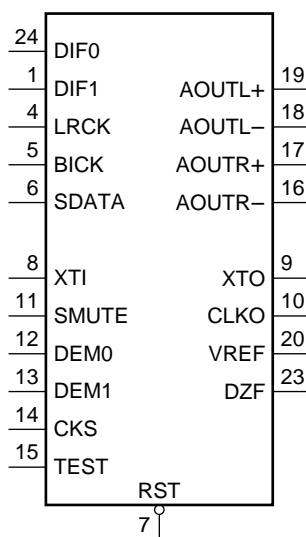 24 DIF0
1 DIF1 AOUTL+ 19
4 LRCK AOUTL− 18
5 BICK AOUTR+ 17
6 SDATA AOUTR− 16
8 XTI XTO 9
11 SMUTE CLKO 10
12 DEM0 VREF 20
13 DEM1 DZF 23
14 CKS
15 TEST
RST
7